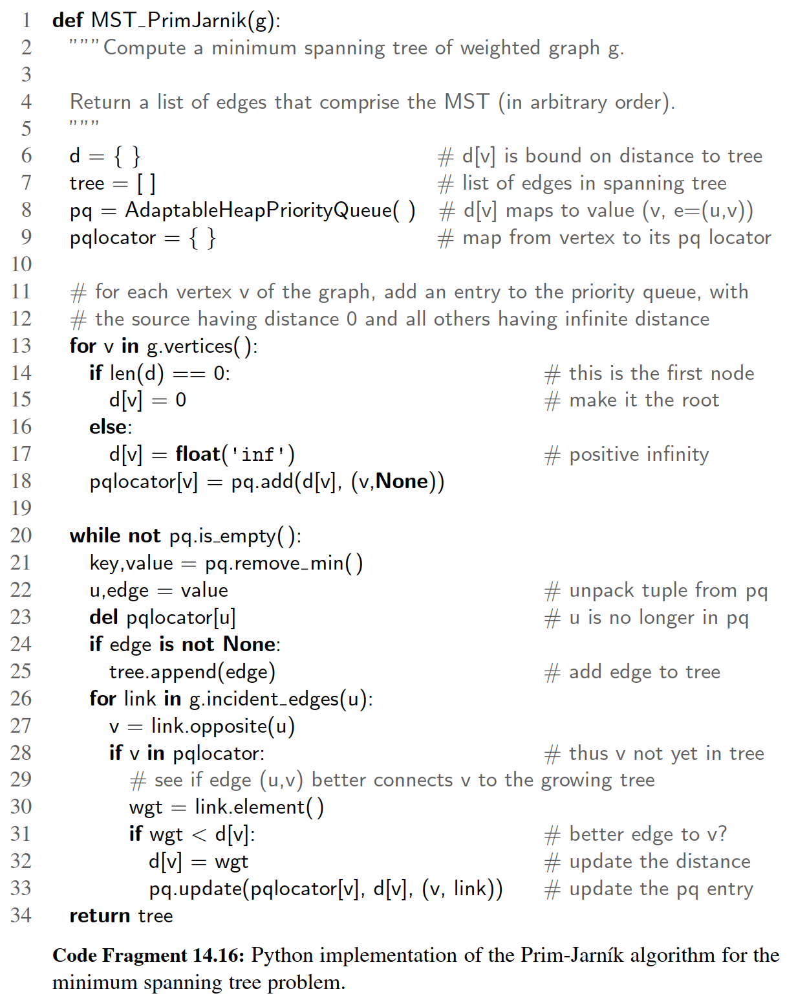 1 def MST_PrimJarnik(g):
2 """Compute a minimum spanning tree of weighted graph g.
3
4 Return a list of edges that comprise the MST (in arbitrary order).
5 """
6 d = { } # d[v] is bound on distance to tree
7 tree = [ ] # list of edges in spanning tree
8 pq = AdaptableHeapPriorityQueue( ) # d[v] maps to value (v, e=(u,v))
9 pqlocator = { } # map from vertex to its pq locator
10
11 # for each vertex v of the graph, add an entry to the priority queue, with
12 # the source having distance 0 and all others having infinite distance
13 for v in g.vertices( ):
14 if len(d) == 0: # this is the first node
15 d[v] = 0 # make it the root
16 else:
17 d[v] = float('inf') # positive infinity
18 pqlocator[v] = pq.add(d[v], (v,None))
19
20 while not pq.is_empty( ):
21 key,value = pq.remove_min( )
22 u,edge = value # unpack tuple from pq
23 del pqlocator[u] # u is no longer in pq
24 if edge is not None:
25 tree.append(edge) # add edge to tree
26 for link in g.incident_edges(u):
27 v = link.opposite(u)
28 if v in pqlocator: # thus v not yet in tree
29 # see if edge (u,v) better connects v to the growing tree
30 wgt = link.element( )
31 if wgt < d[v]: # better edge to v?
32 d[v] = wgt # update the distance
33 pq.update(pqlocator[v], d[v], (v, link)) # update the pq entry
34 return tree
Code Fragment 14.16: Python implementation of the Prim-Jarník algorithm for the
minimum spanning tree problem.